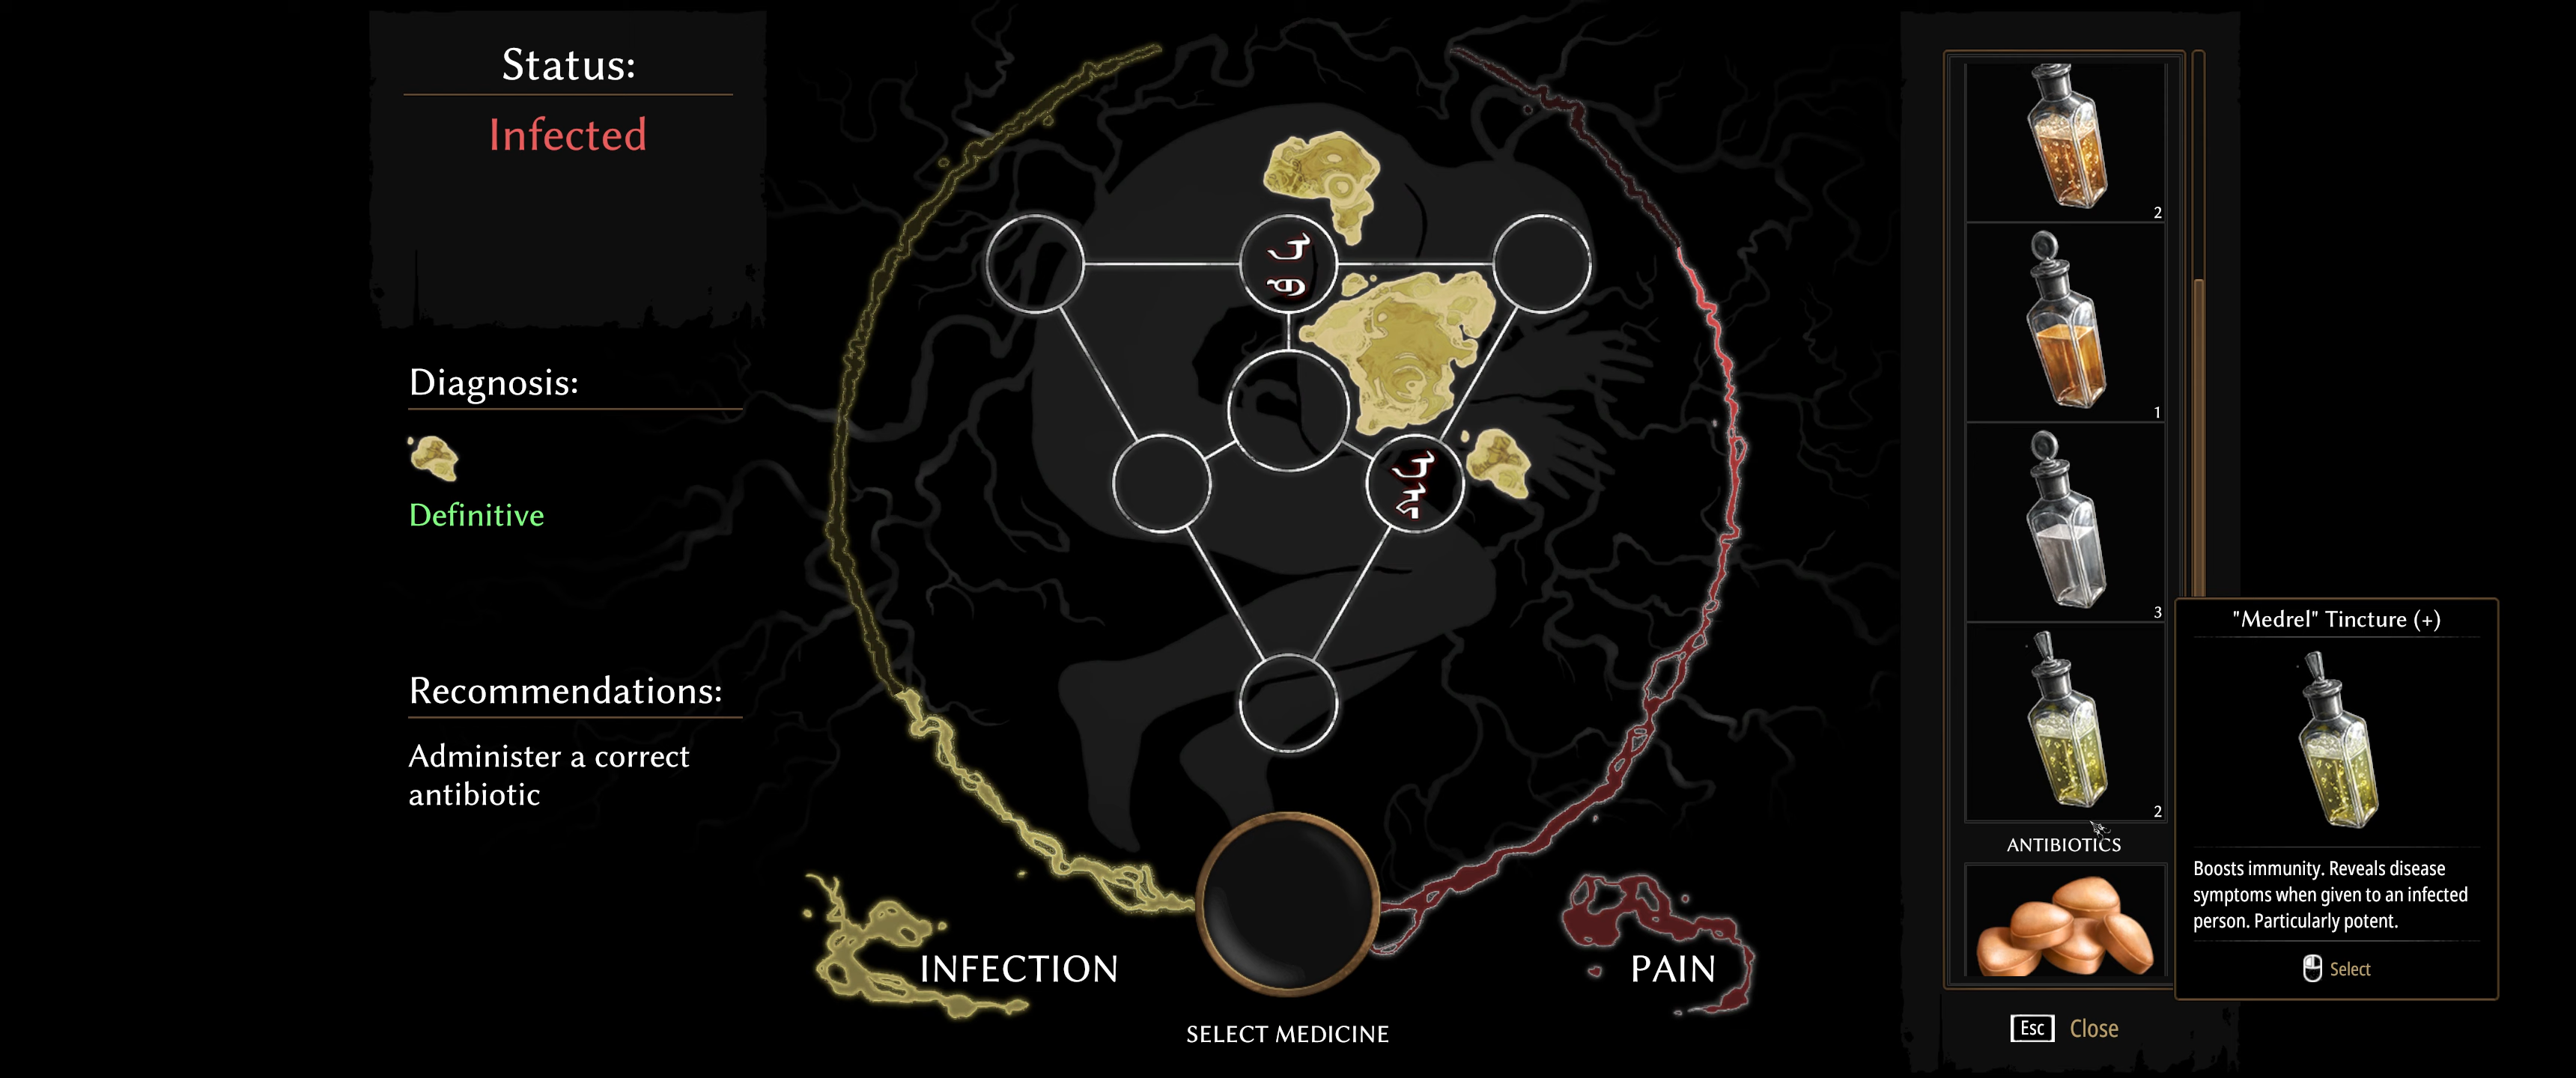 Status:
Infected
Diagnosis:
Definitive
Recommendations:
Administer a correct
antibiotic
INFECTION
SELECT MEDICINE
PAIN
2
1
3
2
ANTIBIOTICS
"Medrel" Tincture (+)
Boosts immunity. Reveals disease
symptoms when given to an infected
person. Particularly potent.
Select
Esc Close